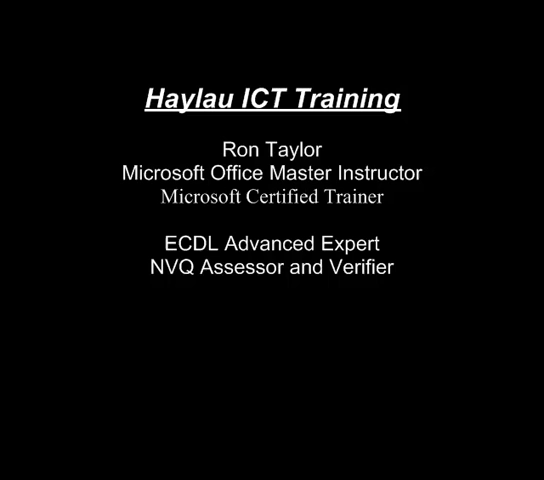 Haylau ICT Training
Ron Taylor
Microsoft Office Master Instructor
Microsoft Certified Trainer
ECDL Advanced Expert
NVQ Assessor and Verifier